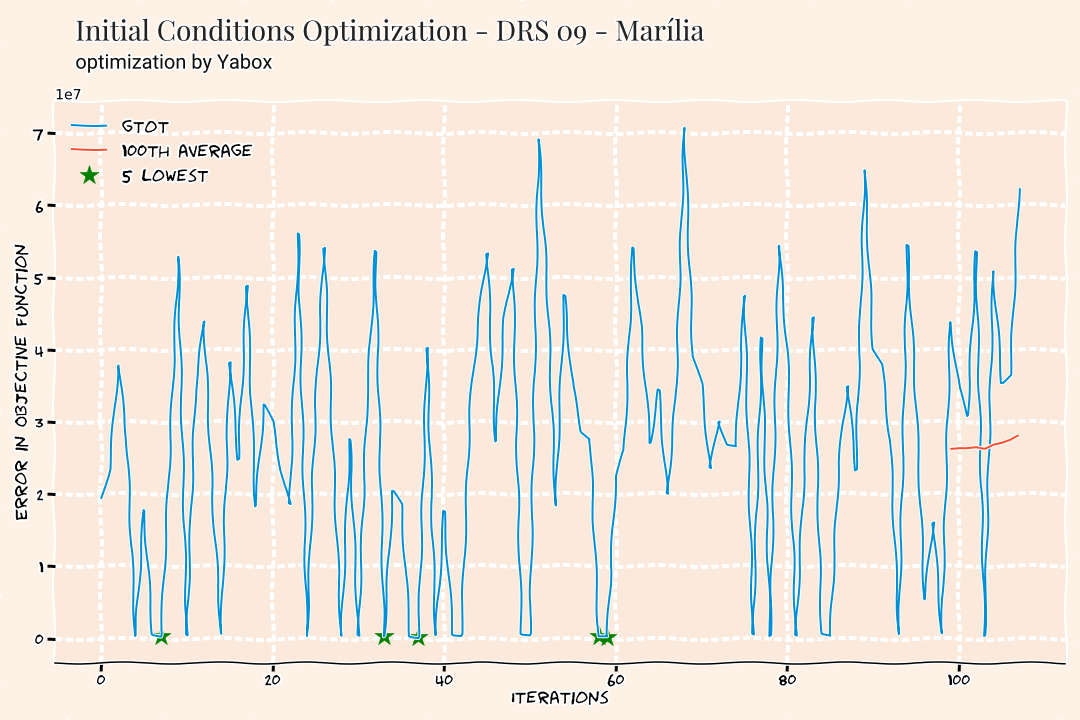 Initial Conditions Optimization - DRS 09 - Marília
optimization by Yabox
1e7
GTOT
100TH AVERAGE
5 LOWEST
7
6
5
4
3
2
1
0
ERROR IN OBJECTIVE FUNCTION
0 20 40 60 80 100
ITERATIONS